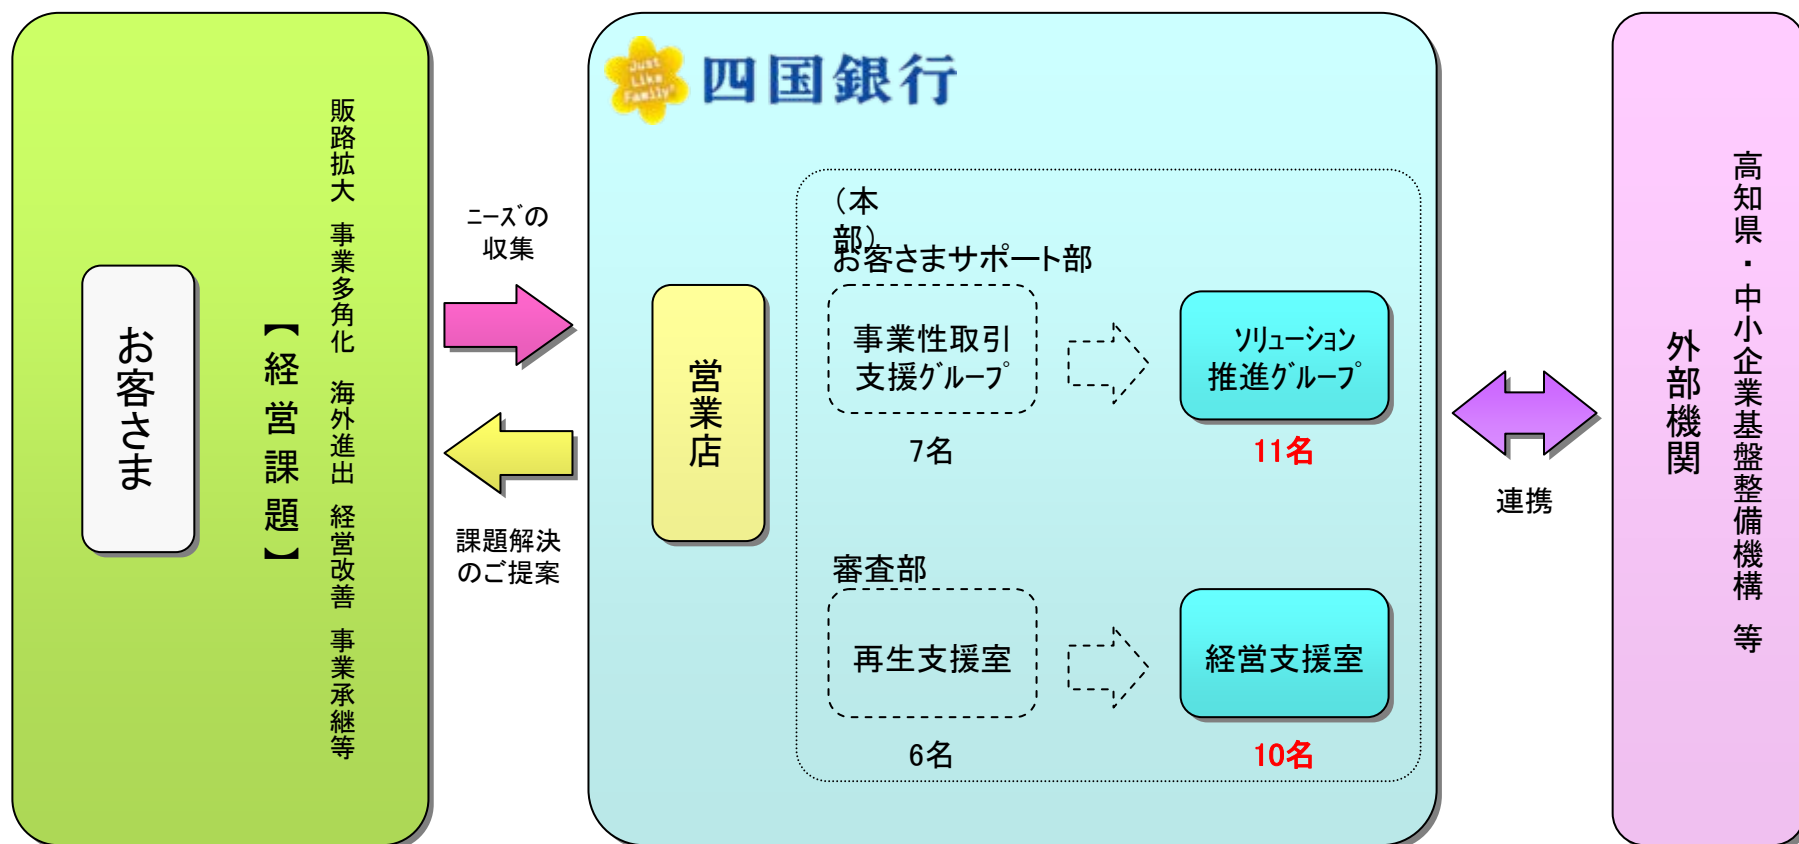 お客さま
【経営課題】
販路拡大 事業多角化 海外進出 経営改善 事業承継等
ﾆｰｽﾞの
収集
課題解決
のご提案
Just
Like
Family!
四国銀行
営業店
(本
部)
お客さまサポート部
事業性取引
支援ｸﾞﾙｰﾌﾟ
7名
ｿﾘｭｰｼｮﾝ
推進ｸﾞﾙｰﾌﾟ
11名
審査部
再生支援室
6名
経営支援室
10名
連携
外部機関
高知県・中小企業基盤整備機構 等